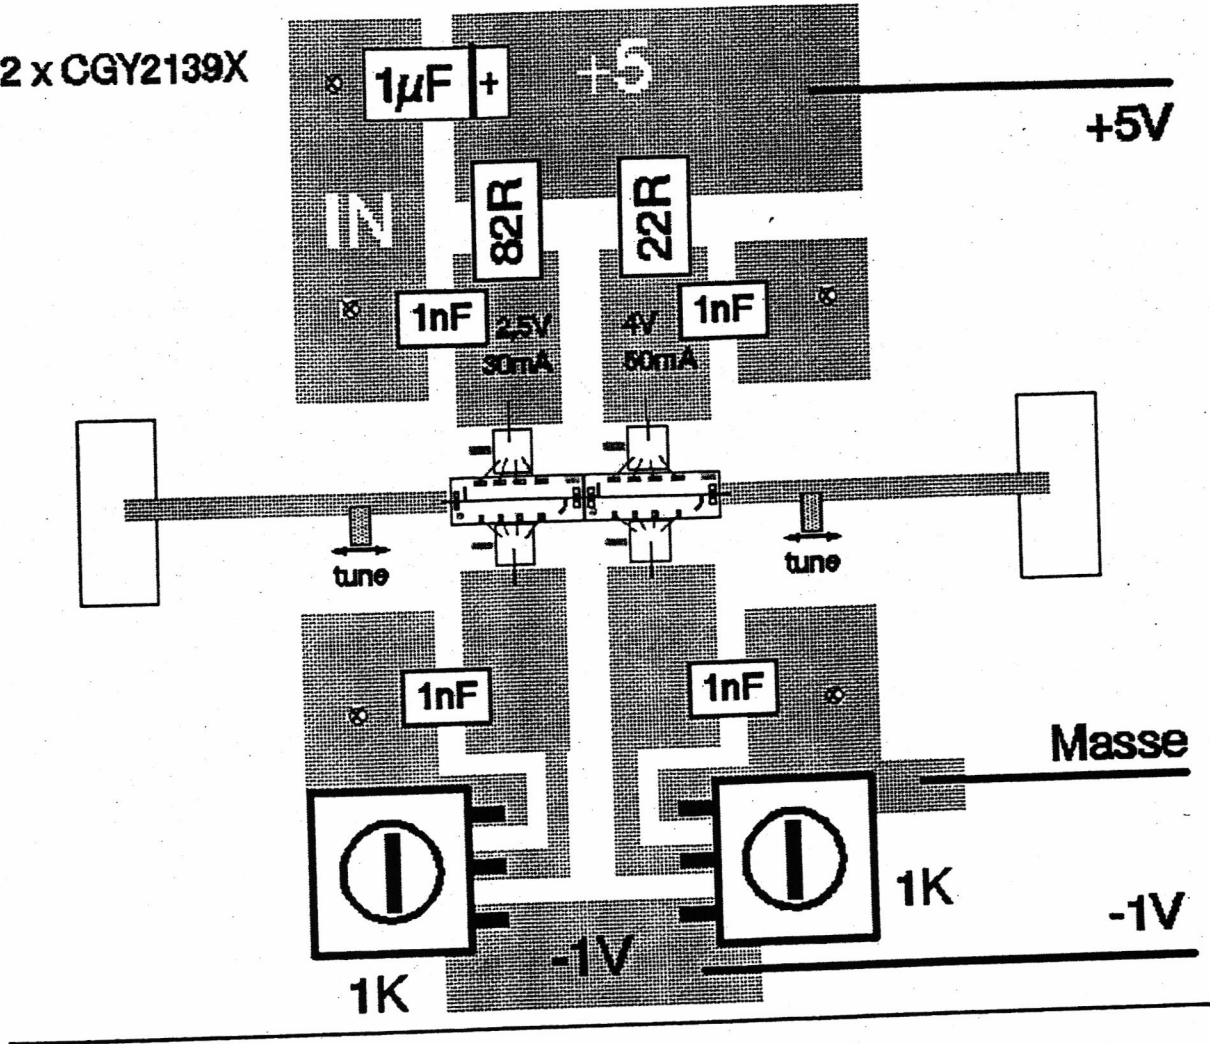 2 x CGY2139X
1µF +
+5
+5V
82R
22R
IN
1nF
1nF
2,5V
30mA
4V
50mA
tune
tune
1nF
1nF
Masse
1K
-1V
-1V
1K